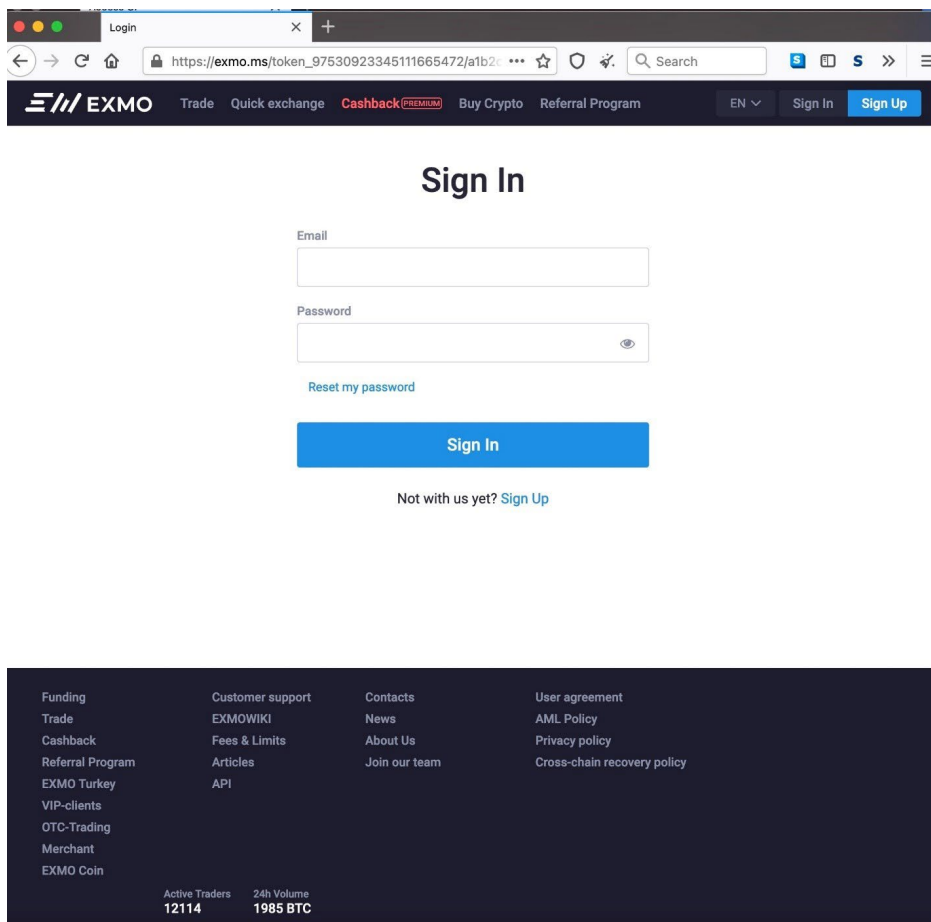 Login
https://exmo.ms/token_97530923345111665472/a1b2c
Search
EXMO Trade Quick exchange Cashback PREMIUM Buy Crypto Referral Program EN Sign In Sign Up
Sign In
Email
Password
Reset my password
Sign In
Not with us yet? Sign Up
Funding Customer support Contacts User agreement
Trade EXMOWIKI News AML Policy
Cashback Fees & Limits About Us Privacy policy
Referral Program Articles Join our team Cross-chain recovery policy
EXMO Turkey API
VIP-clients
OTC-Trading
Merchant
EXMO Coin
Active Traders 24h Volume
12114 1985 BTC